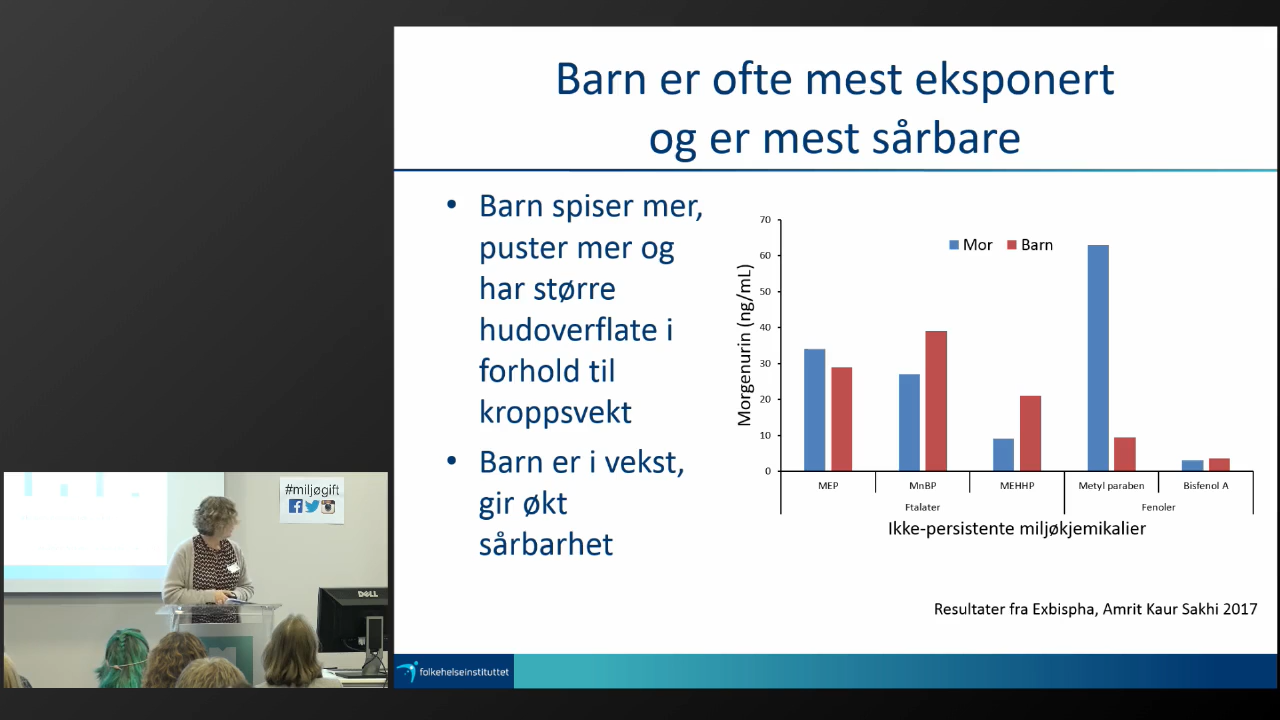 Barn er ofte mest eksponert
og er mest sårbare
• Barn spiser mer,
puster mer og
har større
hudoverflate i
forhold til
kroppsvekt
• Barn er i vekst,
gir økt
sårbarhet
Mor Barn
Morgenurin (ng/mL)
70
60
50
40
30
20
10
0
MEP MnBP MEHHP Metyl paraben Bisfenol A
Ftalater Fenoler
Ikke-persistente miljøkjemikalier
Resultater fra Exbispha, Amrit Kaur Sakhi 2017
folkehelseinstituttet
#miljøgift
DELL